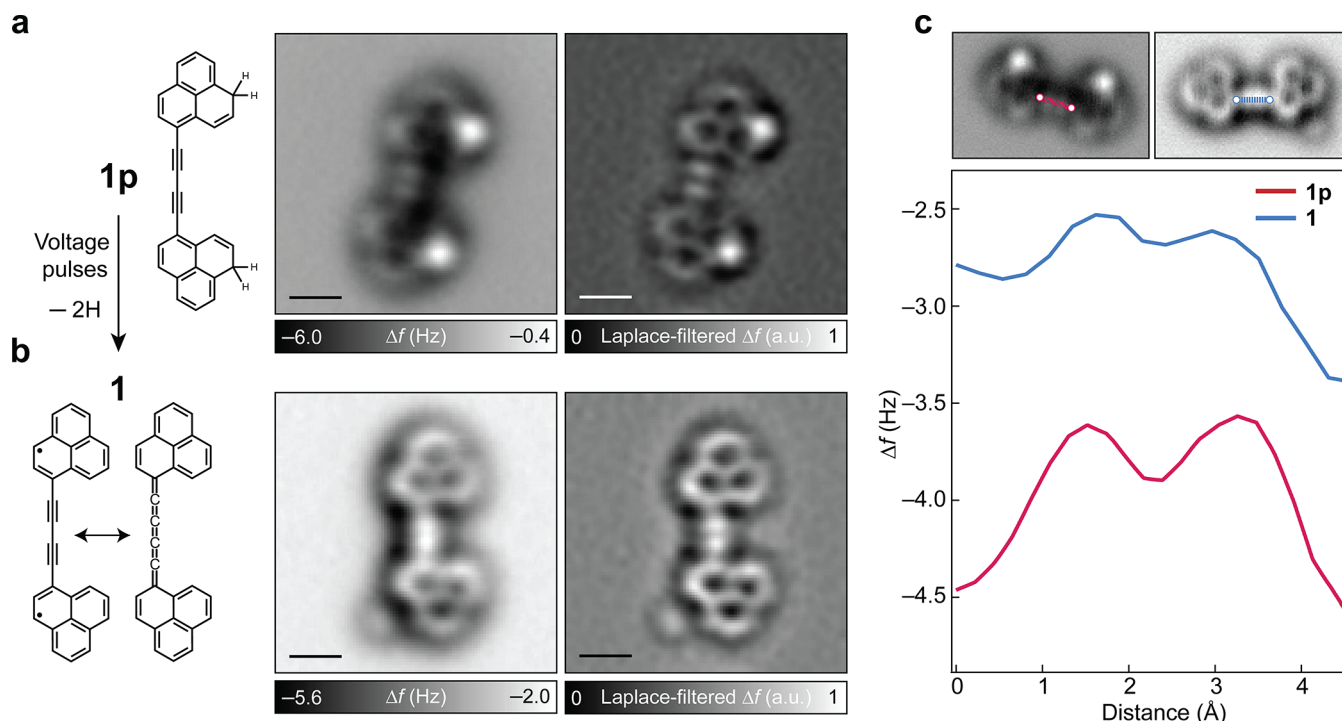 a
H
H
1p
H
H
Voltage
pulses
− 2H
−6.0 Δf (Hz) −0.4
0 Laplace-filtered Δf (a.u.) 1
b
1
C
C
C
C
−5.6 Δf (Hz) −2.0
0 Laplace-filtered Δf (a.u.) 1
c
1p
1
−2.5
−3.0
−3.5
−4.0
−4.5
Δf (Hz)
0 1 2 3 4
Distance (Å)